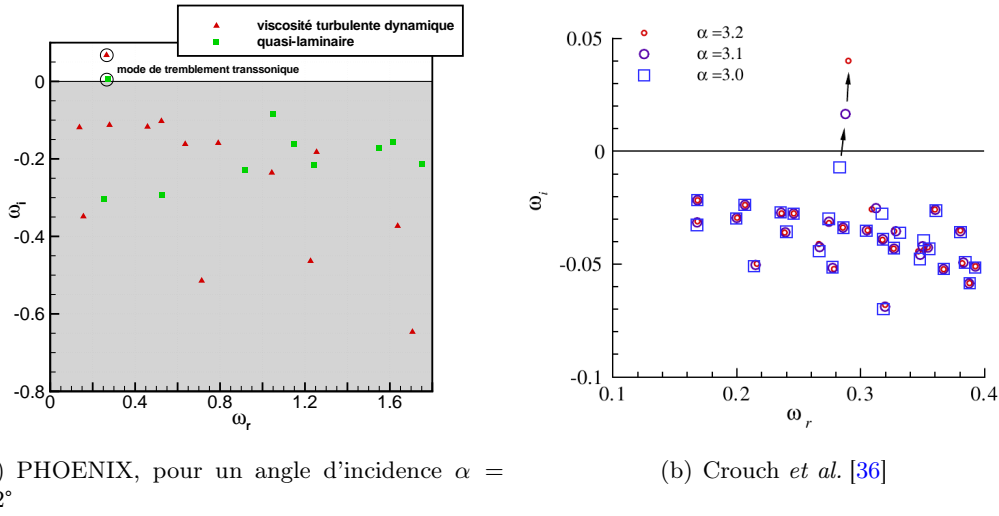 viscosité turbulente dynamique
quasi-laminaire
mode de tremblement transsonique
0
-0.2
-0.4
-0.6
-0.8
ωi
0
0.4
0.8
1.2
1.6
ωr
(b)
α =3.2
α =3.1
α =3.0
0.05
0
-0.05
-0.1
ωi
0.1
0.2
0.3
0.4
ωr
) PHOENIX, pour un angle d'incidence α =
2°
(b) Crouch et al. [36]